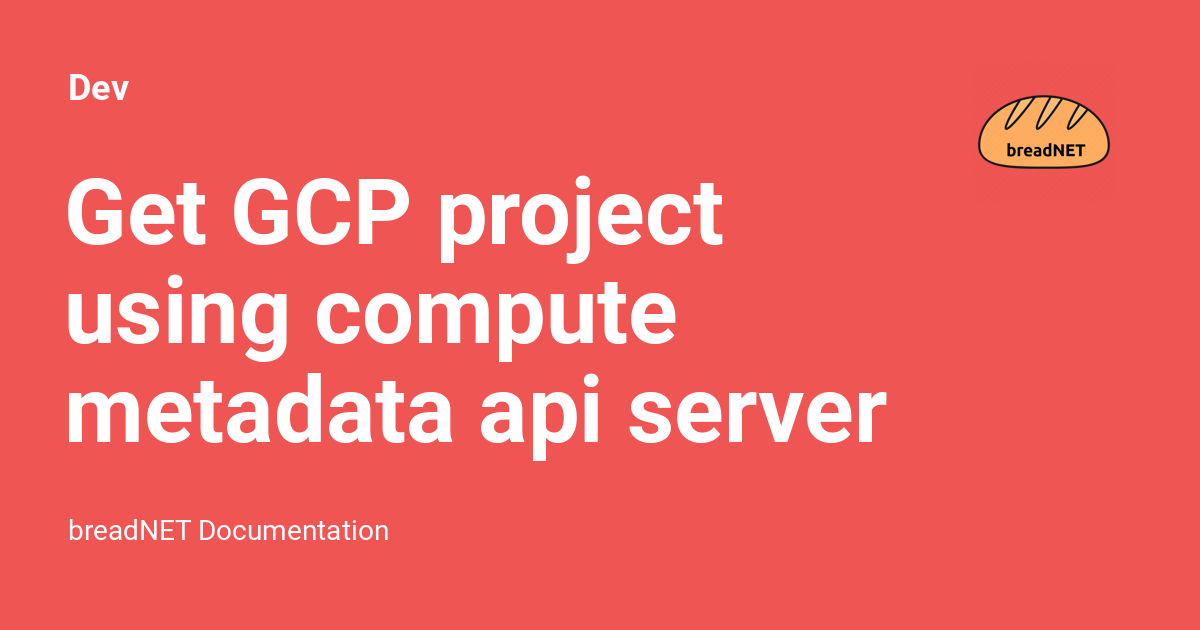 Dev
breadNET
Get GCP project
using compute
metadata api server
breadNET Documentation